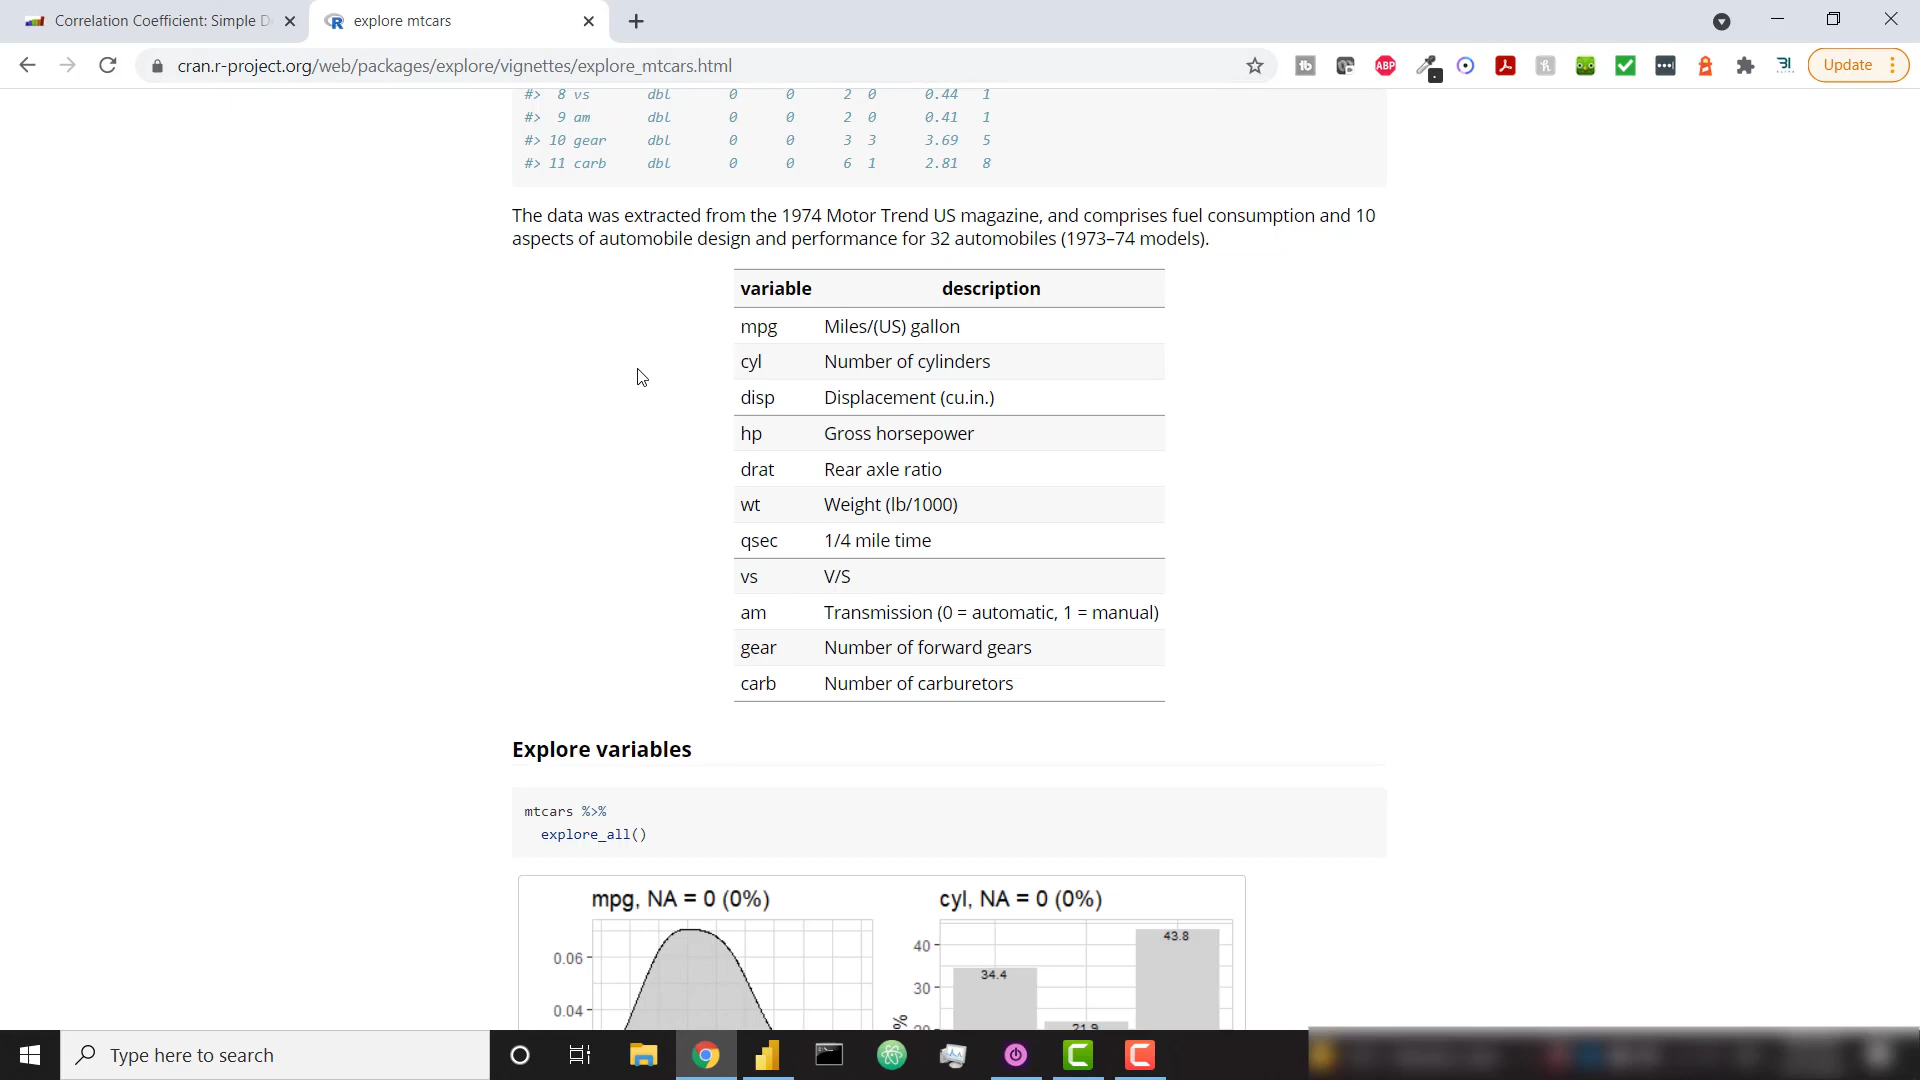 Correlation Coefficient: Simple D
explore mtcars
cran.r-project.org/web/packages/explore/vignettes/explore_mtcars.html
ABP
Update
#> 8 vs dbl 0 0 2 0 0.44 1
#> 9 am dbl 0 0 2 0 0.41 1
#> 10 gear dbl 0 0 3 3 3.69 5
#> 11 carb dbl 0 0 6 1 2.81 8
The data was extracted from the 1974 Motor Trend US magazine, and comprises fuel consumption and 10
aspects of automobile design and performance for 32 automobiles (1973–74 models).
variable description
mpg Miles/(US) gallon
cyl Number of cylinders
disp Displacement (cu.in.)
hp Gross horsepower
drat Rear axle ratio
wt Weight (lb/1000)
qsec 1/4 mile time
vs V/S
am Transmission (0 = automatic, 1 = manual)
gear Number of forward gears
carb Number of carburetors
Explore variables
mtcars %>%
explore_all()
mpg, NA = 0 (0%) cyl, NA = 0 (0%)
0.06
0.04
40
30
%
34.4
21.9
43.8
Type here to search